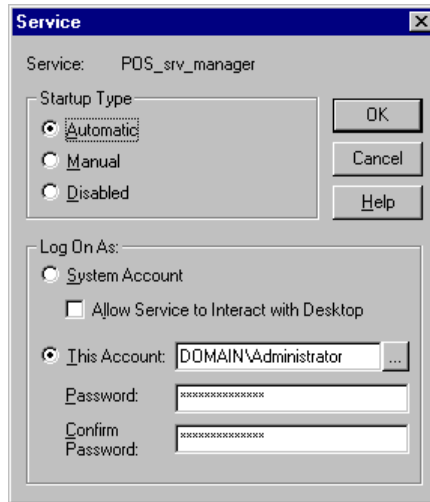 Service
Service: POS_srv_manager
Startup Type
Automatic
OK
Manual
Cancel
Disabled
Help
Log On As:
System Account
Allow Service to Interact with Desktop
This Account: DOMAIN\Administrator ...
Password: **************
Confirm
Password: **************